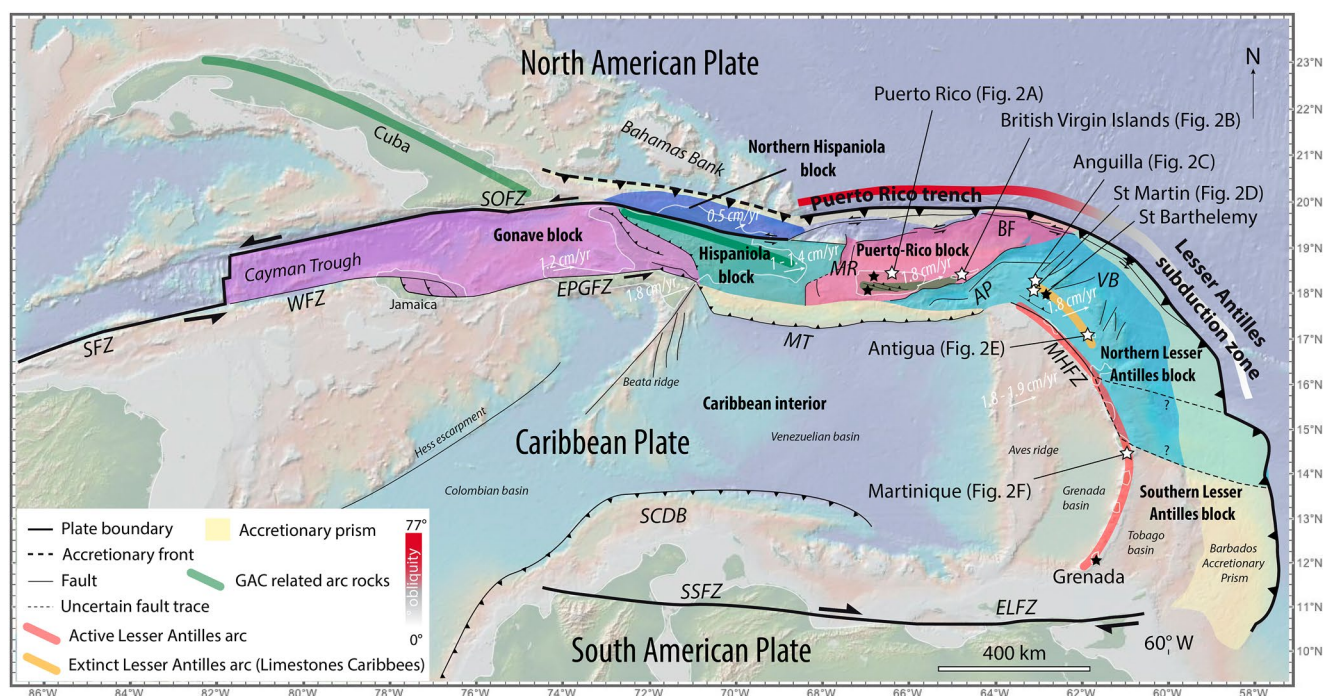 North American Plate
N
23°N
22°N
21°N
20°N
19°N
18°N
17°N
16°N
15°N
14°N
13°N
12°N
11°N
10°N
Puerto Rico (Fig. 2A)
British Virgin Islands (Fig. 2B)
Anguilla (Fig. 2C)
St Martin (Fig. 2D)
St Barthelemy
Cuba
Bahamas Bank
Northern Hispaniola
block
Puerto Rico trench
SOFZ
0.5 cm/yr
Gonave block
1.2 cm/yr
Cayman Trough
Hispaniola
block
1 - 1.4 cm/yr
Puerto-Rico block
MR
BF
1.8 cm/yr
AP
VB
1.8 cm/yr
Lesser Antilles
subduction zone
WFZ
Jamaica
EPGFZ
1.8 cm/yr
SFZ
MT
Antigua (Fig. 2E)
MHFZ
Northern Lesser
Antilles block
1.8 - 1.9 cm/yr
?
?
Beata ridge
Hess escarpment
Caribbean interior
Caribbean Plate
Venezuelian basin
Aves ridge
Colombian basin
Martinique (Fig. 2F)
Grenada
basin
Southern Lesser
Antilles block
Tobago
basin
Barbados
Accretionary
Prism
SCDB
Grenada
SSFZ
ELFZ
60° W
South American Plate
400 km
Plate boundary
Accretionary prism
Accretionary front
Fault
GAC related arc rocks
Uncertain fault trace
Active Lesser Antilles arc
Extinct Lesser Antilles arc (Limestones Caribbees)
77°
obliquity
0°
86°W
84°W
82°W
80°W
78°W
76°W
74°W
72°W
70°W
68°W
66°W
64°W
62°W
60°W